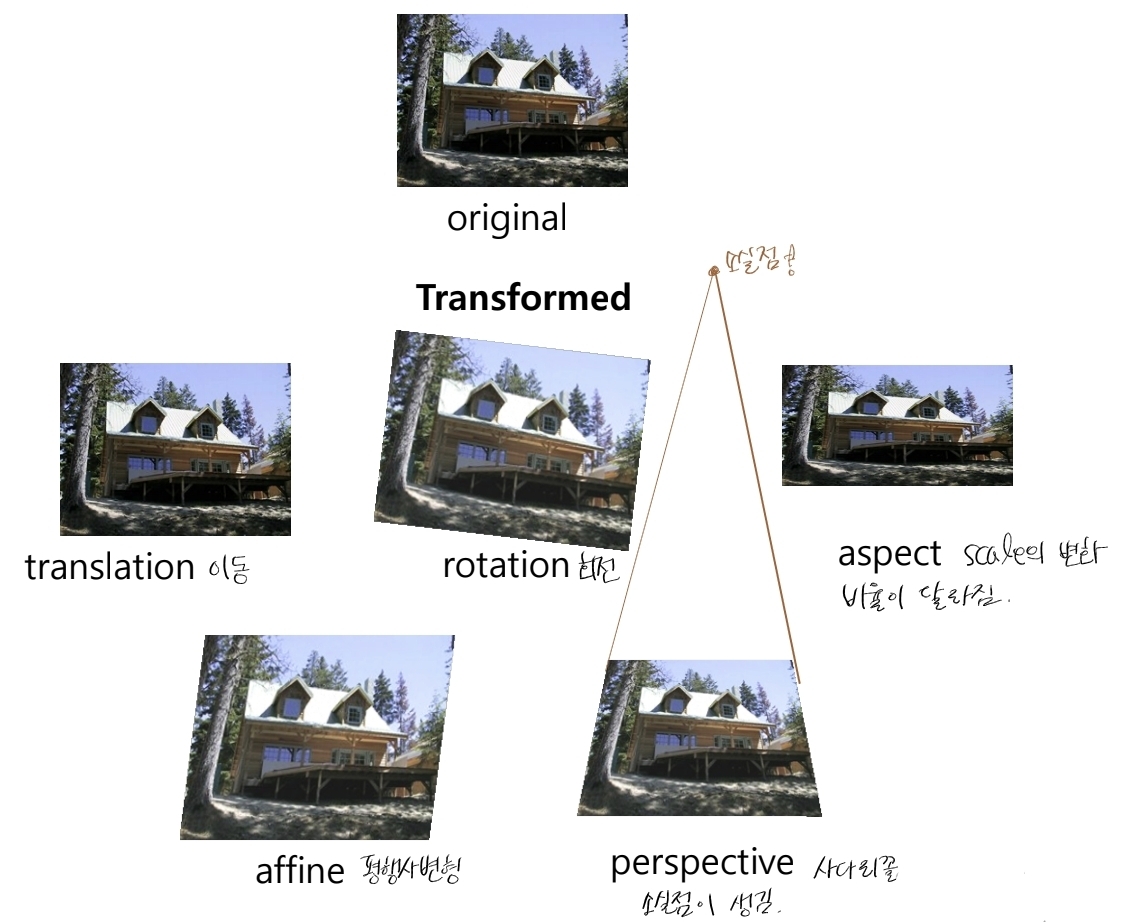 original
소실점
Transformed
translation 이동
rotation 회전
aspect scale의 변화
비율이 달라짐.
affine 평행사변형
perspective 사다리꼴
소실점이 생김.